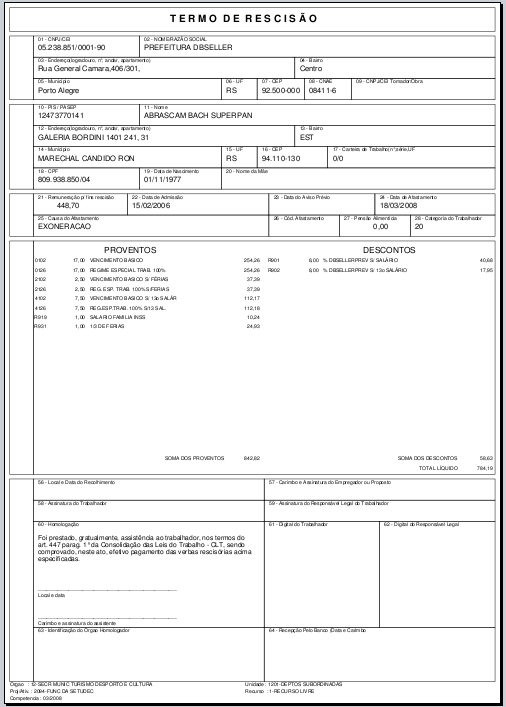 TERMO DE RESCISÃO
01 - CNPJ/CEI 02 - NOME/RAZÃO SOCIAL
05.238.851/0001-90 PREFEITURA DBSELLER
03 - Endereço(logradouro, nº, andar, apartamento) 04 - Bairro
Rua General Camara,406/301, Centro
05 - Município 06 - UF 07 - CEP 08 - CNAE 09 - CNPJ/CEI Tomador/Obra
Porto Alegre RS 92.500-000 0841 1-6
10 - PIS/ PASEP 11 - Nome
12473770141 ABRASCAM BACH SUPERPAN
12 - Endereço(logradouro, nº, andar, apartamento) 13 - Bairro
GALERIA BORDINI 1401 241, 31 EST
14 - Município 15 - UF 16 - CEP 17 - Carteira de Trabalho(nº,série,UF
MARECHAL CANDIDO RON RS 94.110-130 0/0
18 - CPF 19 - Data de Nascimento 20 - Nome da Mãe
809.938.850/04 01/11/1977
21 - Remuneração p/ fins rescisão 22 - Data de Admissão 23 - Data do Aviso Prévio 24 - Data de Afastamento
448,70 15/02/2006 18/03/2008
25 - Causa do Afastamento 26 - Cód. Afastamento 27 - Pensão Alimentícia 28 - Categoria do Trabalhador
EXONERACAO 0,00 20
PROVENTOS DESCONTOS
0102 17,00 VENCIMENTO BASICO 254,26 R901 8,00 % DBSELLERPREV S/ SALÁRIO 40,68
0126 17,00 REGIME ESPECIAL TRAB. 100% 254,26 R902 8,00 % DBSELLERPREV S/ 13o SALÁRIO 17,95
2102 2,50 VENCIMENTO BASICO S/ FÉRIAS 37,39
2126 2,50 REG.ESP. TRAB. 100% S/FERIAS 37,39
4102 7,50 VENCIMENTO BASICO S/ 13o SALÁR 112,17
4126 7,50 REG.ESP.TRAB. 100% S/13 SAL. 112,18
R919 1,00 SALARIO FAMILIA INSS 10,24
R931 1,00 1/3 DE FERIAS 24,93
SOMA DOS PROVENTOS 842,82 SOMA DOS DESCONTOS 58,63
TOTAL LÍQUIDO 784,19
56 - Local e Data do Recolhimento 57 - Carimbo e Assinatura do Empregador ou Proposto
58 - Assinatura do Trabalhador 59 - Assinatura do Responsável Legal do Trabalhador
60 - Homologação 61 - Digital do Trabalhador 62 - Digital do Responsável Legal
Foi prestado, gratualmente, assistência ao trabalhador, nos termos do
art. 447 parag. 1º da Consolidação das Leis do Trabalho - CLT, sendo
comprovado, neste ato, efetivo pagamento das verbas rescisórias acima
especificadas.
Local e data
Carimbo e assinatura do assistente
63 - Identificação do Orgao Homologador 64 - Recepção Pelo Banco (Data e Carimbo
Orgao : 12-SECR MUNIC TURISMO DESPORTO E CULTURA Unidade : 1201-DEPTOS SUBORDINADAS
Proj/Ativ. : 2084-FUNC DA SETUDEC Recurso : 1-RECURSO LIVRE
Competencia : 03/2008